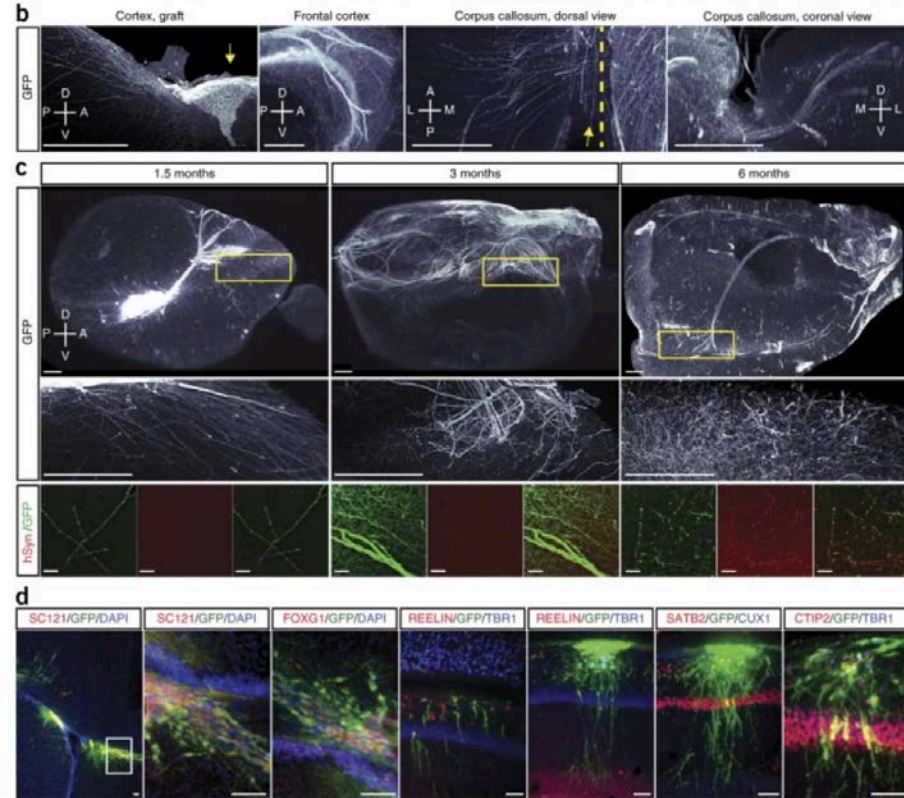 b
Cortex, graft
Frontal cortex
Corpus callosum, dorsal view
Corpus callosum, coronal view
GFP
D
P A
V
A
L M
P
D
M L
V
c
1.5 months
3 months
6 months
GFP
D
P A
V
hSyn/GFP
d
SC121/GFP/DAPI
SC121/GFP/DAPI
FOXG1/GFP/DAPI
REELIN/GFP/TBR1
REELIN/GFP/TBR1
SATB2/GFP/CUX1
CTIP2/GFP/TBR1